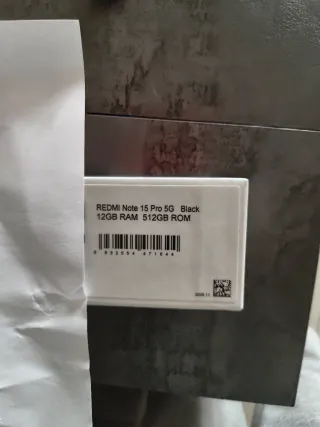 REDMI Note 15 Pro 5G Black
12GB RAM 512GB ROM